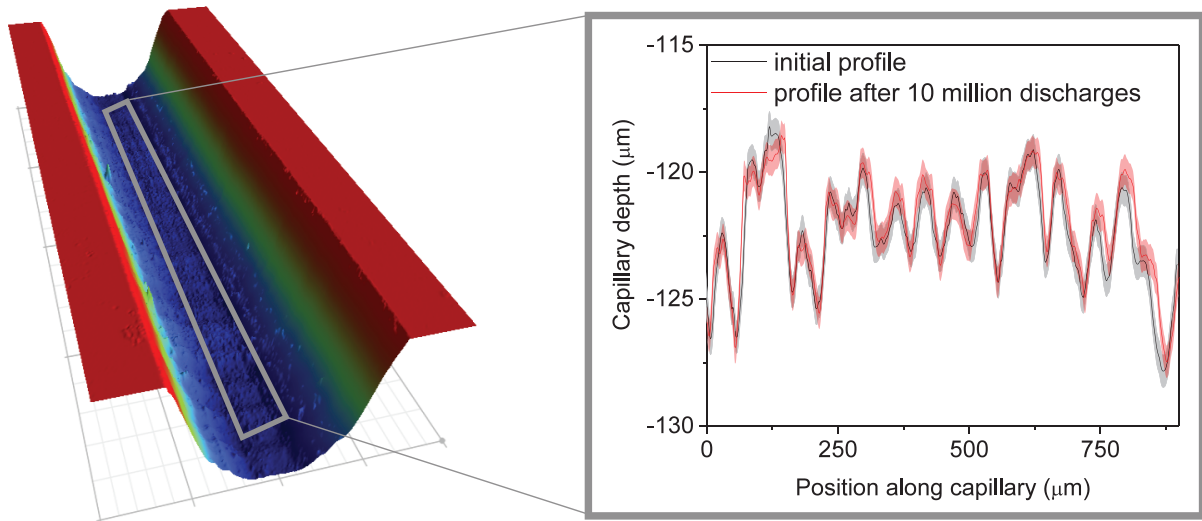 -115
initial profile
profile after 10 million discharges
-120
-125
-130
Capillary depth (μm)
0
250
500
750
Position along capillary (μm)